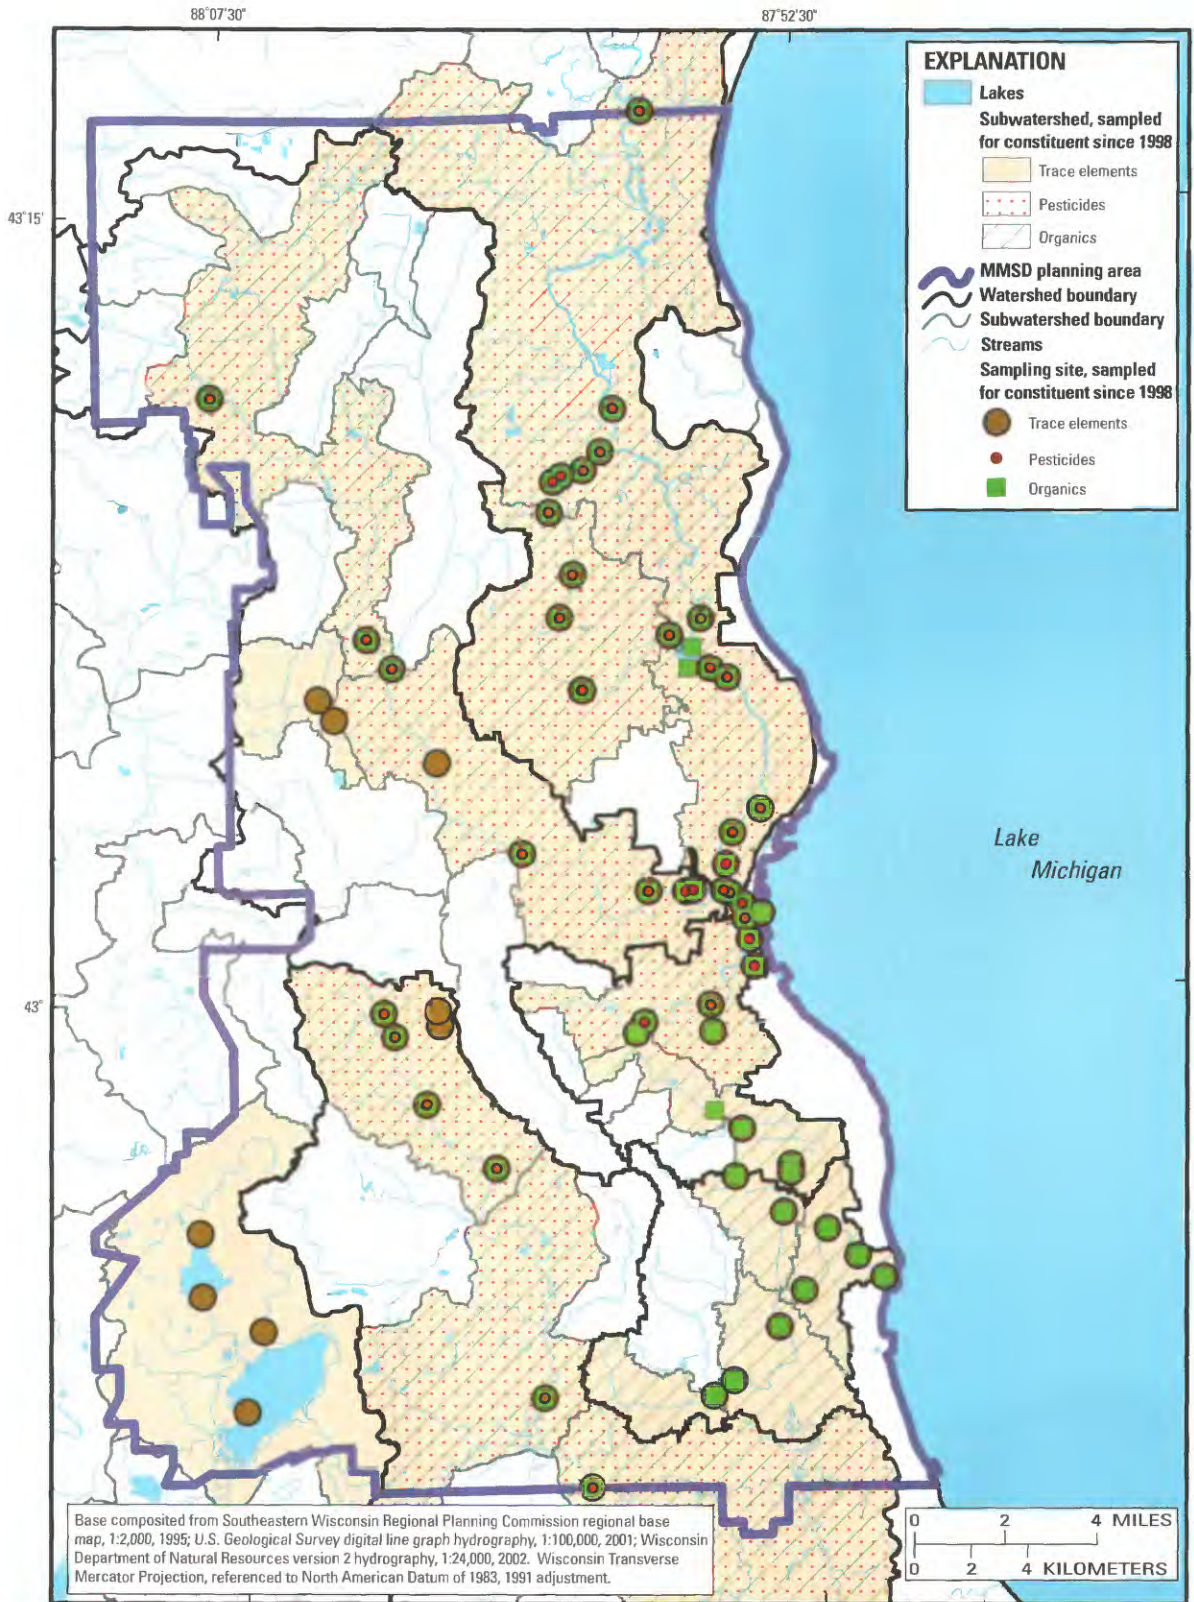 88°07'30"
87°52'30"
EXPLANATION
Lakes
Subwatershed, sampled
for constituent since 1998
Trace elements
Pesticides
Organics
MMSD planning area
Watershed boundary
Subwatershed boundary
Streams
Sampling site, sampled
for constituent since 1998
Trace elements
Pesticides
Organics
43°15'
Lake
Michigan
43°
0 2 4 MILES
0 2 4 KILOMETERS
Base composited from Southeastern Wisconsin Regional Planning Commission regional base
map, 1:2,000, 1995; U.S. Geological Survey digital line graph hydrography, 1:100,000, 2001; Wisconsin
Department of Natural Resources version 2 hydrography, 1:24,000, 2002. Wisconsin Transverse
Mercator Projection, referenced to North American Datum of 1983, 1991 adjustment.